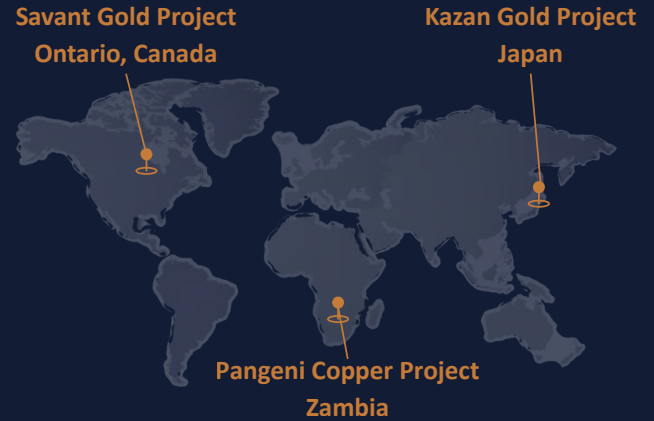 Savant Gold Project
Ontario, Canada
Kazan Gold Project
Japan
Pangeni Copper Project
Zambia